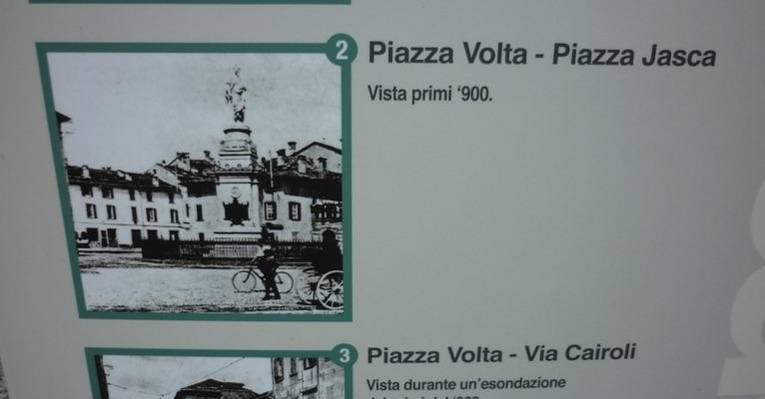 2 Piazza Volta - Piazza Jasca
Vista primi ‘900.
3 Piazza Volta - Via Cairoli
Vista durante un’esondazione